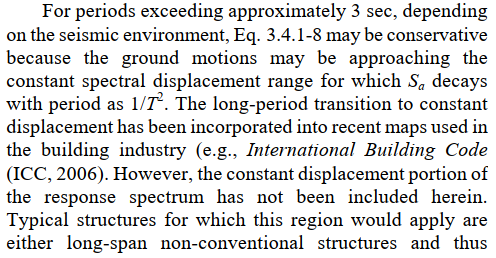 For periods exceeding approximately 3 sec, depending
on the seismic environment, Eq. 3.4.1-8 may be conservative
because the ground motions may be approaching the
constant spectral displacement range for which Sa decays
with period as 1/T². The long-period transition to constant
displacement has been incorporated into recent maps used in
the building industry (e.g., International Building Code
(ICC, 2006). However, the constant displacement portion of
the response spectrum has not been included herein.
Typical structures for which this region would apply are
either long-span non-conventional structures and thus